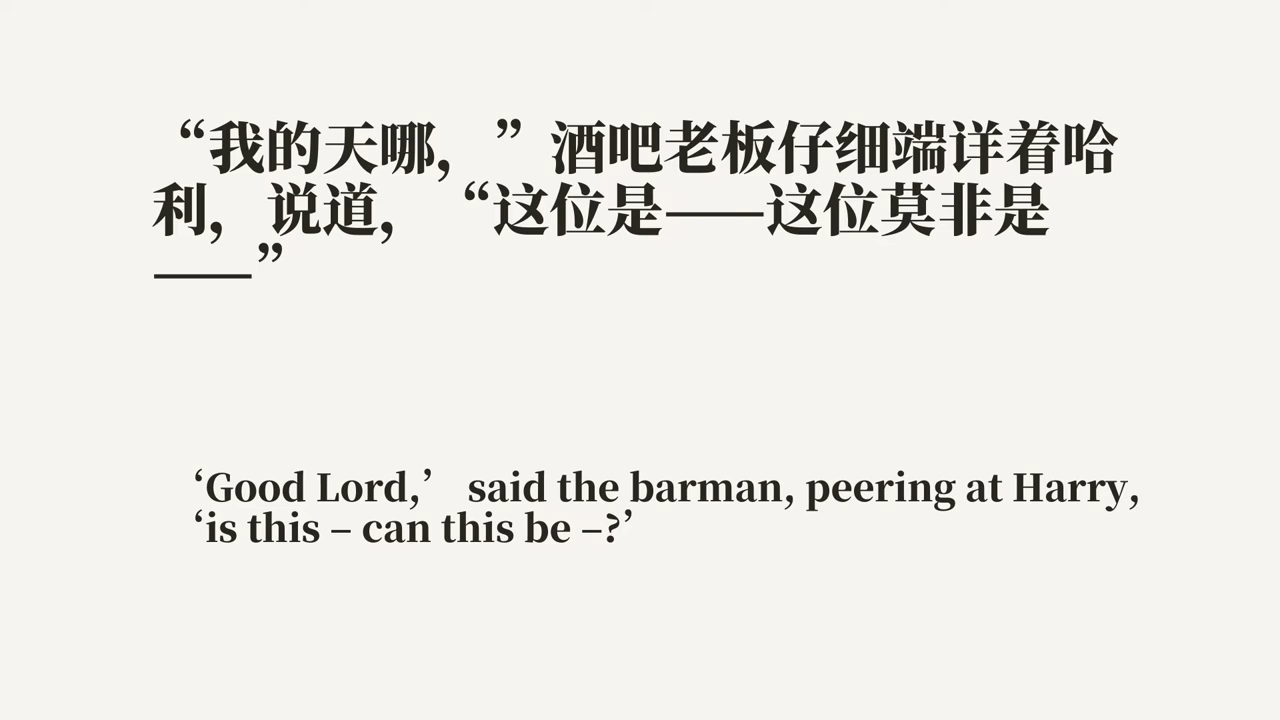 “我的天哪，”酒吧老板仔细端详着哈
利，说道，“这位是——这位莫非是
——”
‘Good Lord,’ said the barman, peering at Harry,
‘is this – can this be –?’